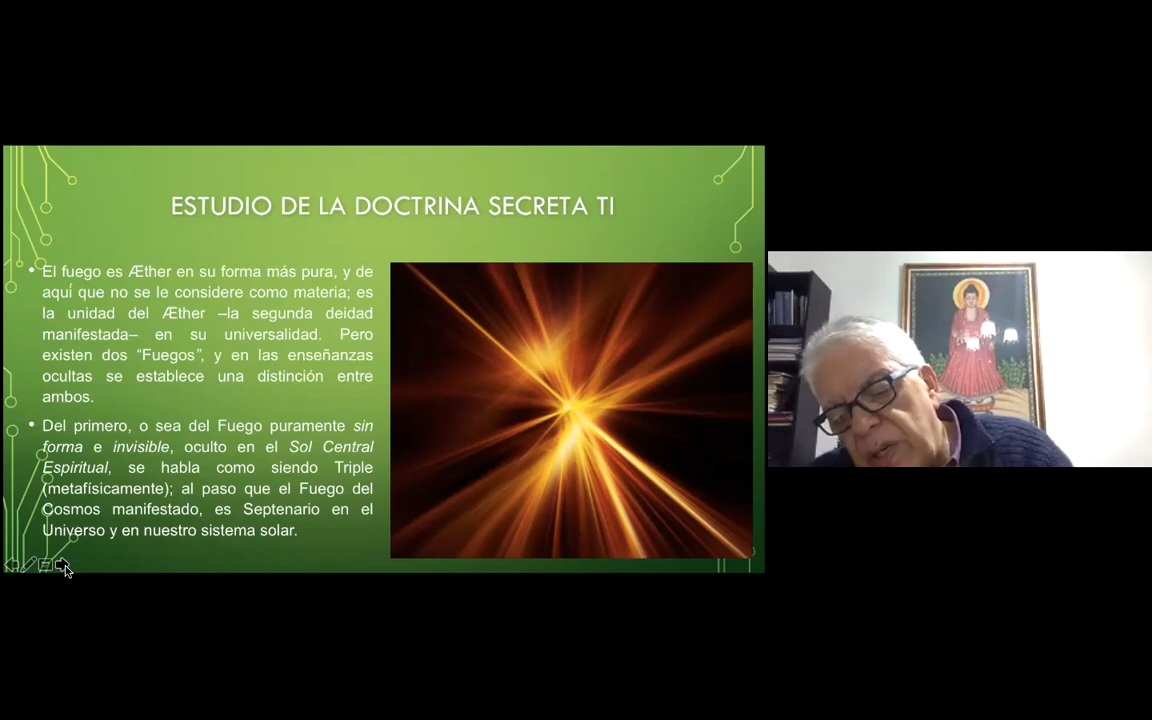 ESTUDIO DE LA DOCTRINA SECRETA TI
• El fuego es Æther en su forma más pura, y de
aquí que no se le considere como materia; es
la unidad del Æther –la segunda deidad
manifestada– en su universalidad. Pero
existen dos “Fuegos”, y en las enseñanzas
ocultas se establece una distinción entre
ambos.
• Del primero, o sea del Fuego puramente sin
forma e invisible, oculto en el Sol Central
Espiritual, se habla como siendo Triple
(metafísicamente); al paso que el Fuego del
Cosmos manifestado, es Septenario en el
Universo y en nuestro sistema solar.